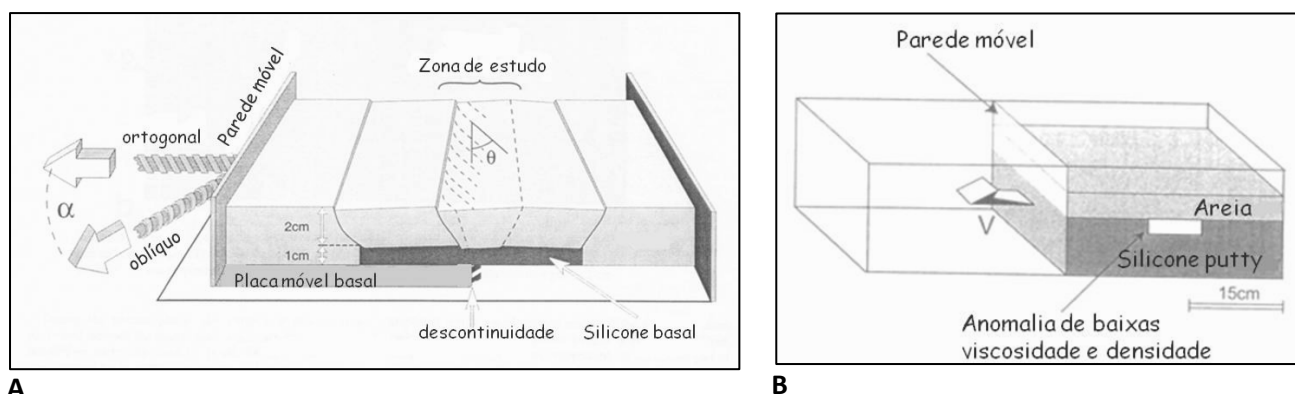 Zona de estudo
Parede móvel
ortogonal
α
oblíquo
θ
2cm
1cm
Placa móvel basal
descontinuidade
Silicone basal
A
Parede móvel
V
Areia
Silicone putty
15cm
Anomalia de baixas
viscosidade e densidade
B